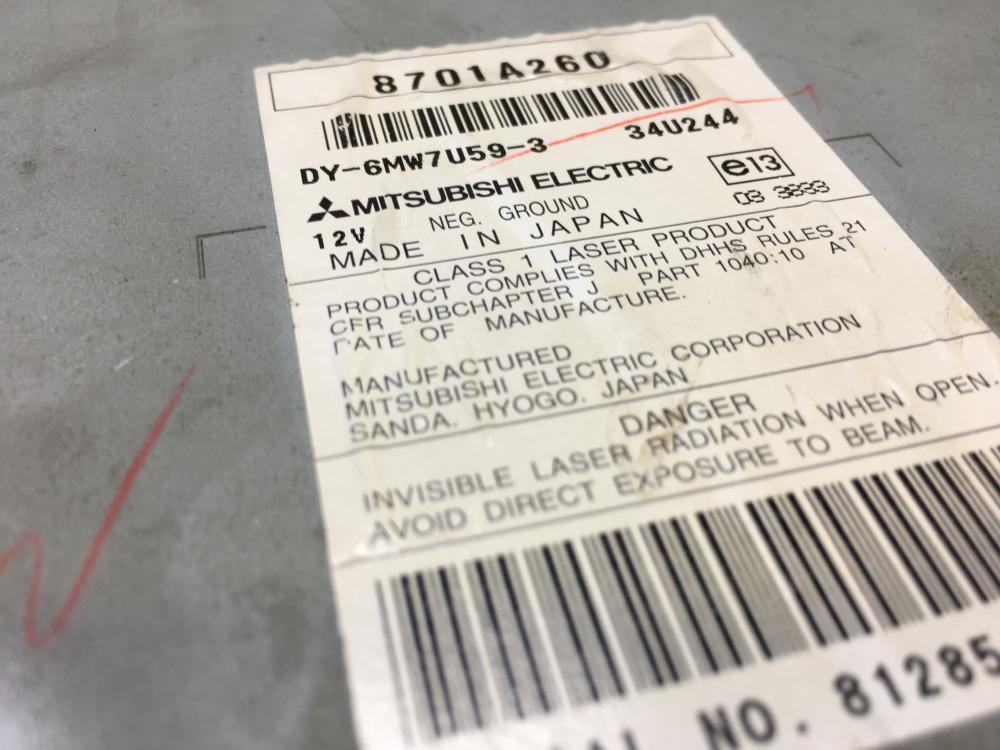 8701A260
DY-6MW7U59-3 34U244
MITSUBISHI ELECTRIC e13
12V NEG. GROUND 03 3833
MADE IN JAPAN
CLASS 1 LASER PRODUCT
PRODUCT COMPLIES WITH DHHS RULES 21
CFR SUBCHAPTER J PART 1040:10 AT
DATE OF MANUFACTURE.
MANUFACTURED
MITSUBISHI ELECTRIC CORPORATION
SANDA. HYOGO. JAPAN
DANGER
INVISIBLE LASER RADIATION WHEN OPEN.
AVOID DIRECT EXPOSURE TO BEAM.
NO. 81285